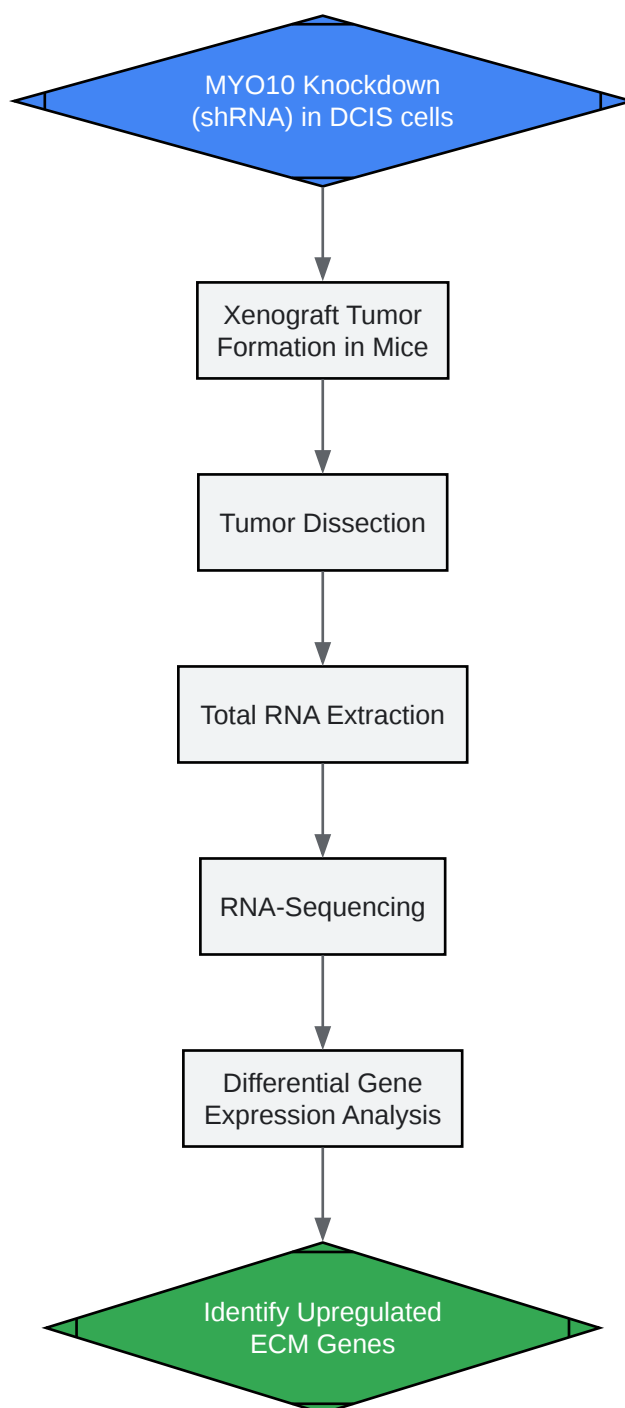 MYO10 Knockdown
(shRNA) in DCIS cells
Xenograft Tumor
Formation in Mice
Tumor Dissection
Total RNA Extraction
RNA-Sequencing
Differential Gene
Expression Analysis
Identify Upregulated
ECM Genes